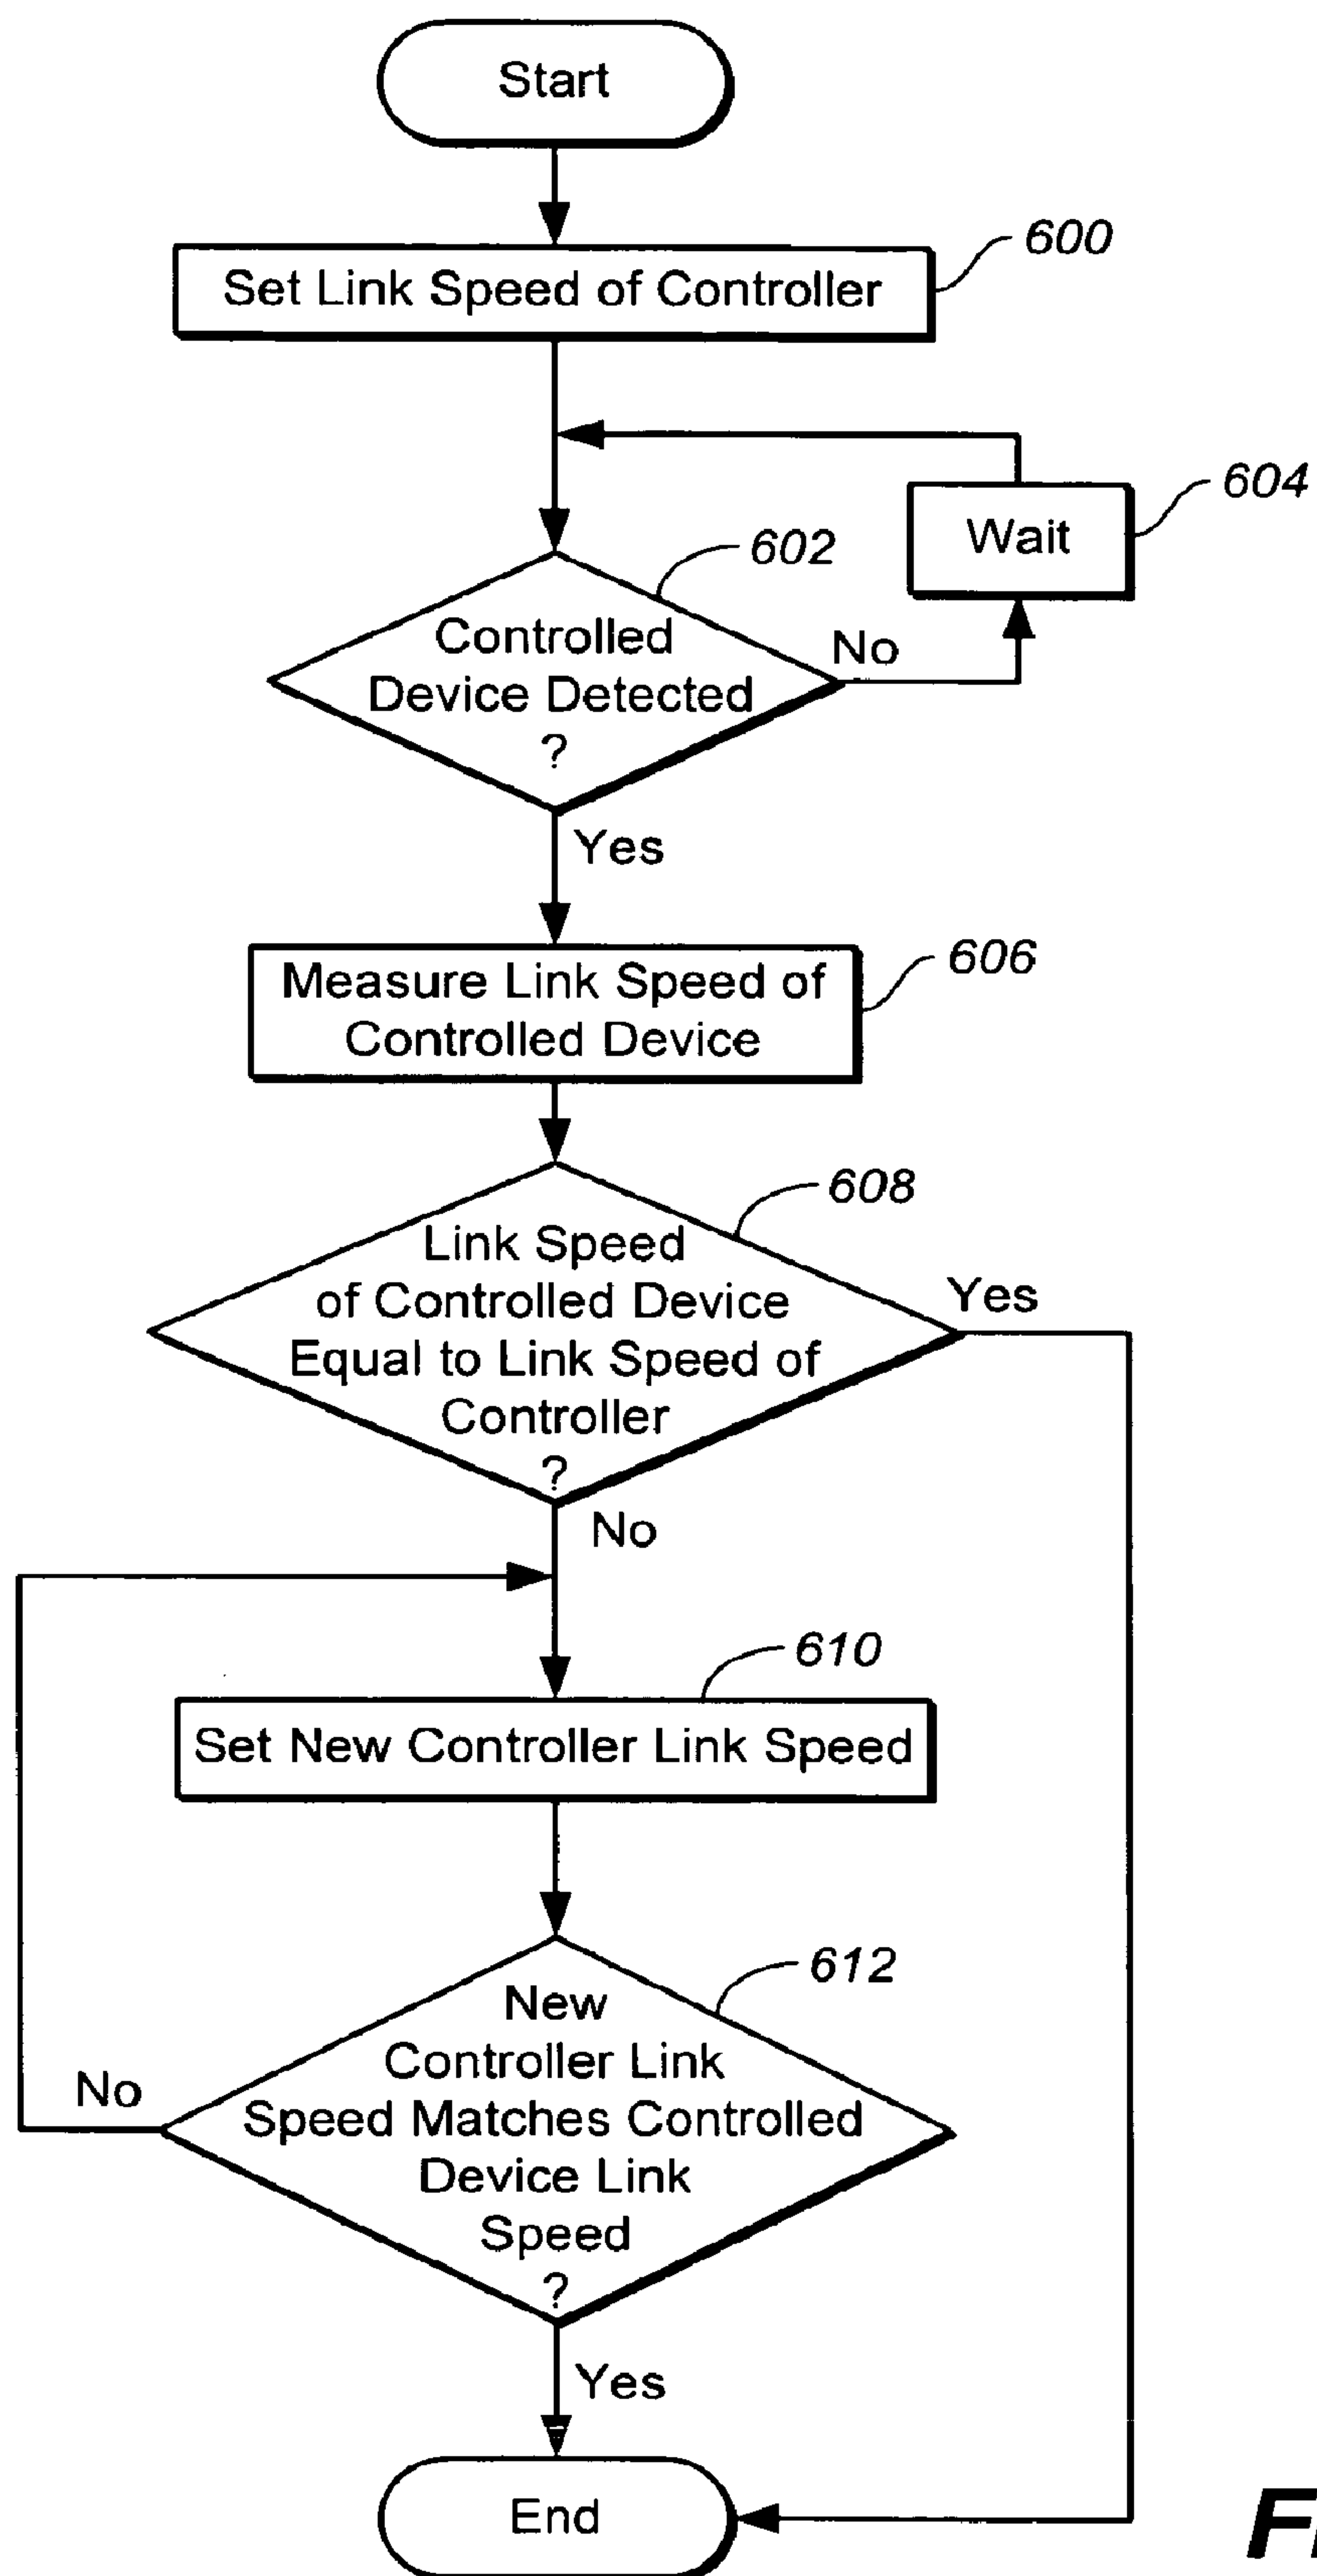 Start
600
Set Link Speed of Controller
604
Wait
602
Controlled
Device Detected
?
No
Yes
606
Measure Link Speed of
Controlled Device
608
Link Speed
of Controlled Device
Equal to Link Speed of
Controller
?
Yes
No
610
Set New Controller Link Speed
612
New
Controller Link
Speed Matches Controlled
Device Link
Speed
?
No
Yes
End